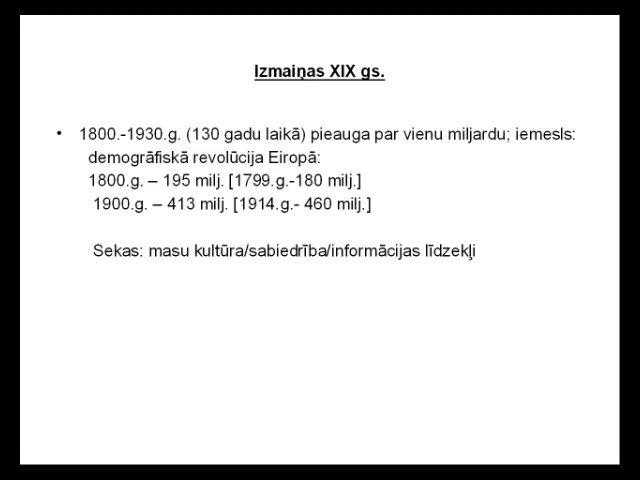 Izmaiņas XIX gs.
• 1800.-1930.g. (130 gadu laikā) pieauga par vienu miljardu; iemesls:
demogrāfiskā revolūcija Eiropā:
1800.g. – 195 milj. [1799.g.-180 milj.]
1900.g. – 413 milj. [1914.g.- 460 milj.]
Sekas: masu kultūra/sabiedrība/informācijas līdzekļi